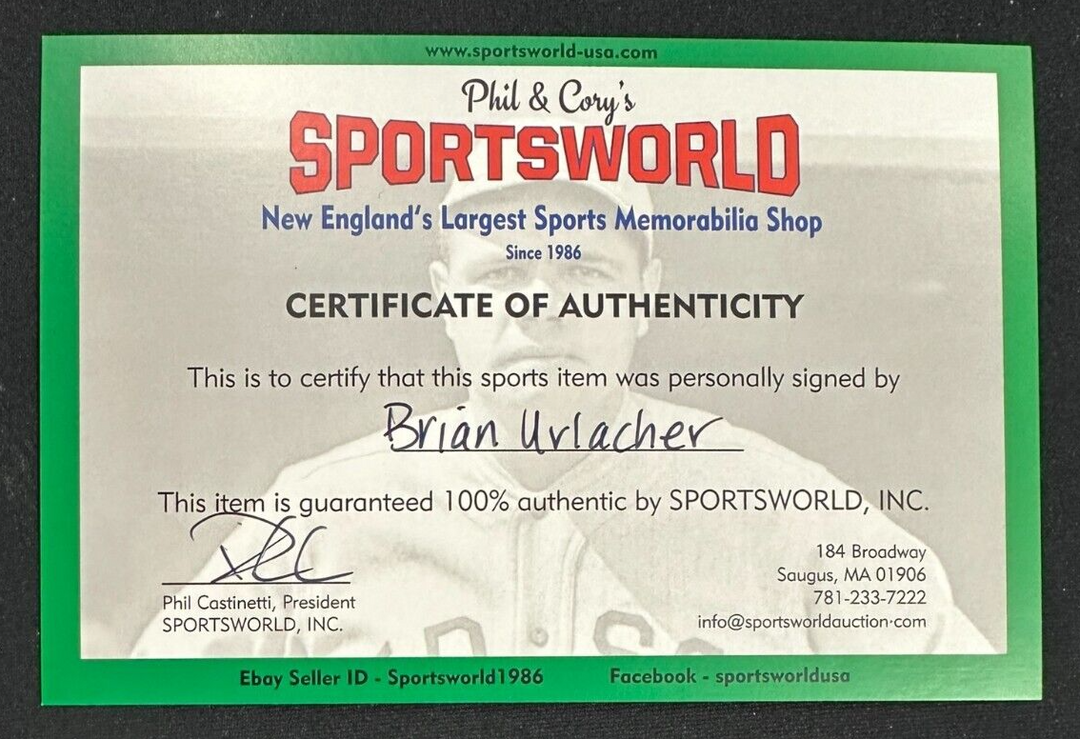 www.sportsworld-usa.com
Phil & Cory's
SPORTSWORLD
New England's Largest Sports Memorabilia Shop
Since 1986
CERTIFICATE OF AUTHENTICITY
This is to certify that this sports item was personally signed by
Brian Urlacher
This item is guaranteed 100% authentic by SPORTSWORLD, INC.
Phil Castinetti, President
SPORTSWORLD, INC.
184 Broadway
Saugus, MA 01906
781-233-7222
info@sportsworldauction·com
Ebay Seller ID - Sportsworld1986
Facebook - sportsworldusa